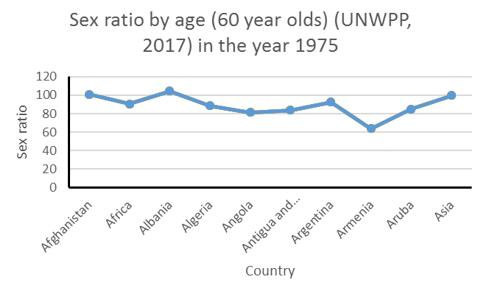 Sex ratio by age (60 year olds) (UNWPP,
2017) in the year 1975
120
100
80
60
40
20
0
Sex ratio
Afghanistan
Africa
Albania
Algeria
Angola
Antigua and...
Argentina
Armenia
Aruba
Asia
Country